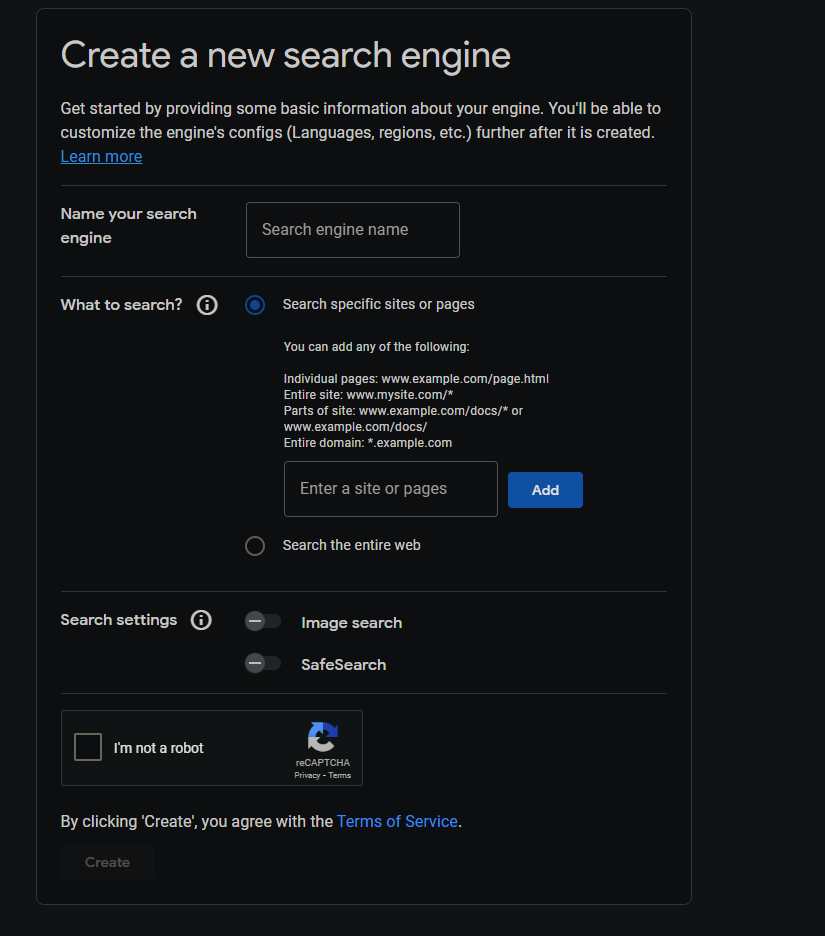 Create a new search engine
Get started by providing some basic information about your engine. You'll be able to
customize the engine's configs (Languages, regions, etc.) further after it is created.
Learn more
Name your search
engine
Search engine name
What to search?
Search specific sites or pages
You can add any of the following:
Individual pages: www.example.com/page.html
Entire site: www.mysite.com/*
Parts of site: www.example.com/docs/* or
www.example.com/docs/
Entire domain: *.example.com
Enter a site or pages
Add
Search the entire web
Search settings
Image search
SafeSearch
I'm not a robot
reCAPTCHA
Privacy - Terms
By clicking 'Create', you agree with the Terms of Service.
Create